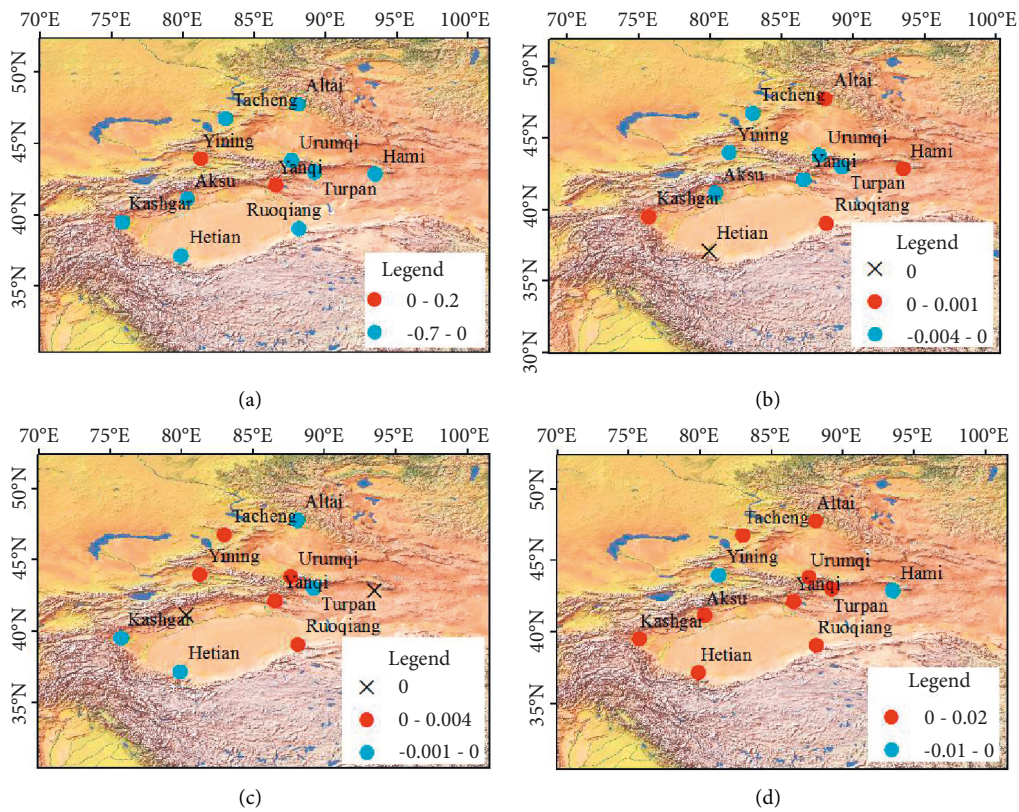 70°E 75°E 80°E 85°E 90°E 95°E 100°E
50°N
45°N
40°N
35°N
Altai
Tacheng
Yining
Urumqi
Yanqi
Hami
Aksu
Turpan
Kashgar
Ruoqiang
Hetian
Legend
0 - 0.2
-0.7 - 0
(a)
70°E 75°E 80°E 85°E 90°E 95°E 100°E
50°N
45°N
40°N
35°N
30°N
Altai
Tacheng
Yining
Urumqi
Yanqi
Hami
Aksu
Turpan
Kashgar
Ruoqiang
Hetian
Legend
0
0 - 0.001
-0.004 - 0
(b)
70°E 75°E 80°E 85°E 90°E 95°E 100°E
50°N
45°N
40°N
35°N
Altai
Tacheng
Yining
Urumqi
Yanqi
Turpan
Kashgar
Ruoqiang
Hetian
Legend
0
0 - 0.004
-0.001 - 0
(c)
70°E 75°E 80°E 85°E 90°E 95°E 100°E
50°N
45°N
40°N
35°N
Altai
Tacheng
Yining
Urumqi
Yanqi
Hami
Aksu
Turpan
Kashgar
Ruoqiang
Hetian
Legend
0 - 0.02
-0.01 - 0
(d)